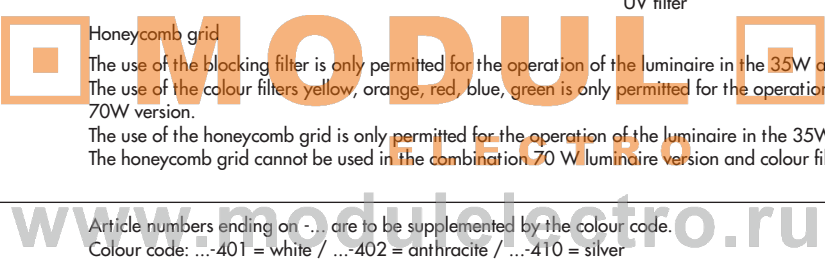 UV filter
Honeycomb grid
The use of the blocking filter is only permitted for the operation of the luminaire in the 35W a
The use of the colour filters yellow, orange, red, blue, green is only permitted for the operation
70W version.
The use of the honeycomb grid is only permitted for the operation of the luminaire in the 35W
The honeycomb grid cannot be used in the combination 70 W luminaire version and colour fil
MODUL
ELECTRO
www.modulelectro.ru
Article numbers ending on -... are to be supplemented by the colour code.
Colour code: ...-401 = white / ...-402 = anthracite / ...-410 = silver